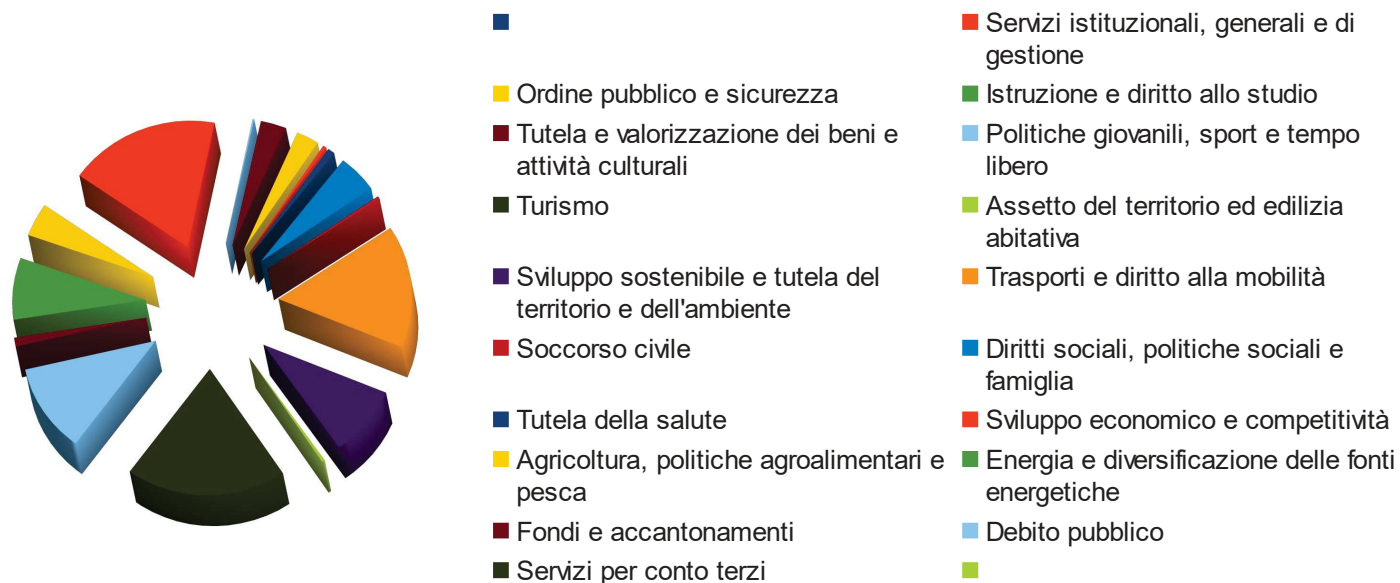 Servizi istituzionali, generali e di
gestione
Ordine pubblico e sicurezza
Istruzione e diritto allo studio
Tutela e valorizzazione dei beni e
attività culturali
Politiche giovanili, sport e tempo
libero
Turismo
Assetto del territorio ed edilizia
abitativa
Sviluppo sostenibile e tutela del
territorio e dell'ambiente
Trasporti e diritto alla mobilità
Soccorso civile
Diritti sociali, politiche sociali e
famiglia
Tutela della salute
Sviluppo economico e competitività
Agricoltura, politiche agroalimentari e
pesca
Energia e diversificazione delle fonti
energetiche
Fondi e accantonamenti
Debito pubblico
Servizi per conto terzi